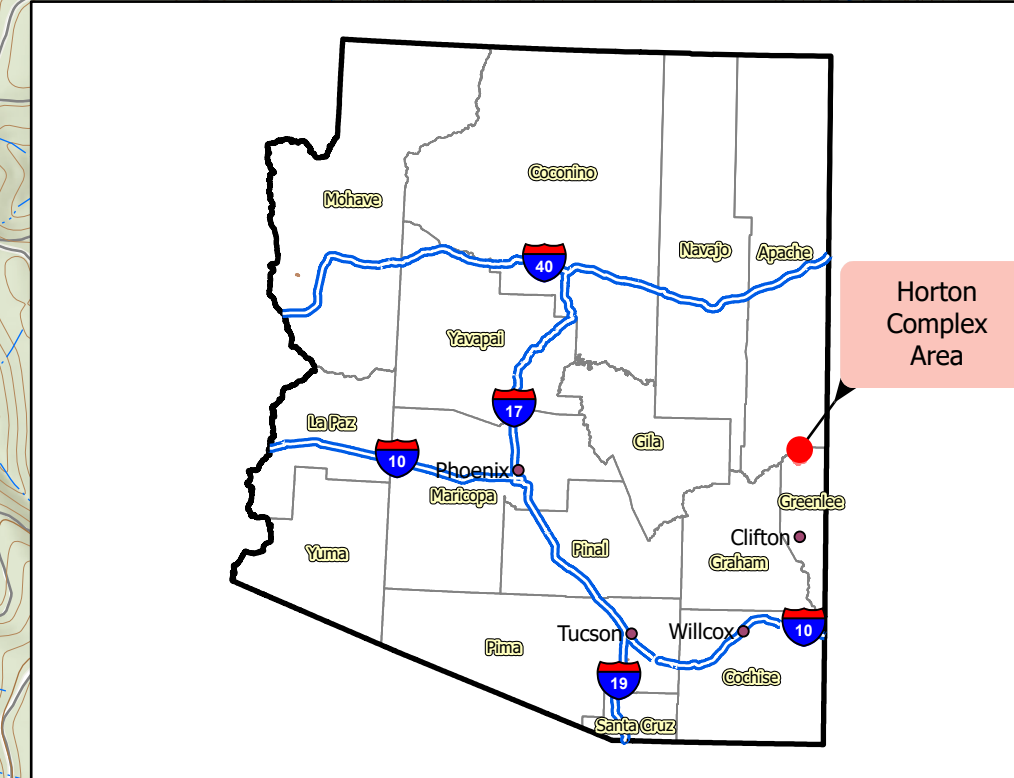 Coconino
Mohave
Navajo
Apache
40
Horton
Complex
Area
Yavapai
17
La Paz
Gila
10
Phoenix
Maricopa
Greenlee
Clifton
Yuma
Pinal
Graham
Tucson
Willcox
10
Pima
19
Cochise
Santa Cruz